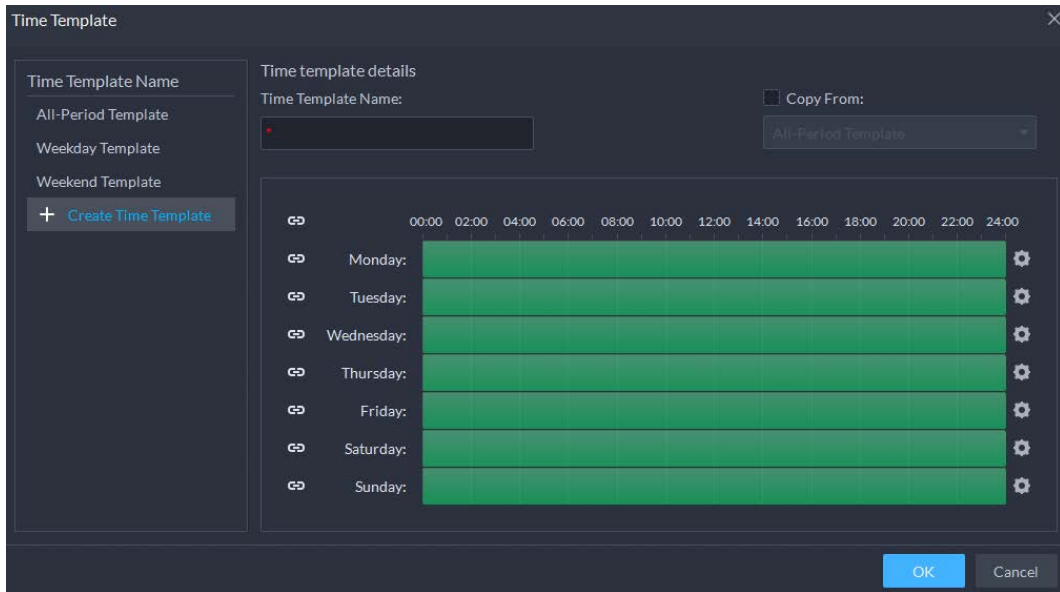 Time Template
Time Template Name
All-Period Template
Weekday Template
Weekend Template
Create Time Template
Time template details
Time Template Name:
Copy From:
*
All-Period Template
00:00 02:00 04:00 06:00 08:00 10:00 12:00 14:00 16:00 18:00 20:00 22:00 24:00
Monday:
Tuesday:
Wednesday:
Thursday:
Friday:
Saturday:
Sunday:
OK
Cancel